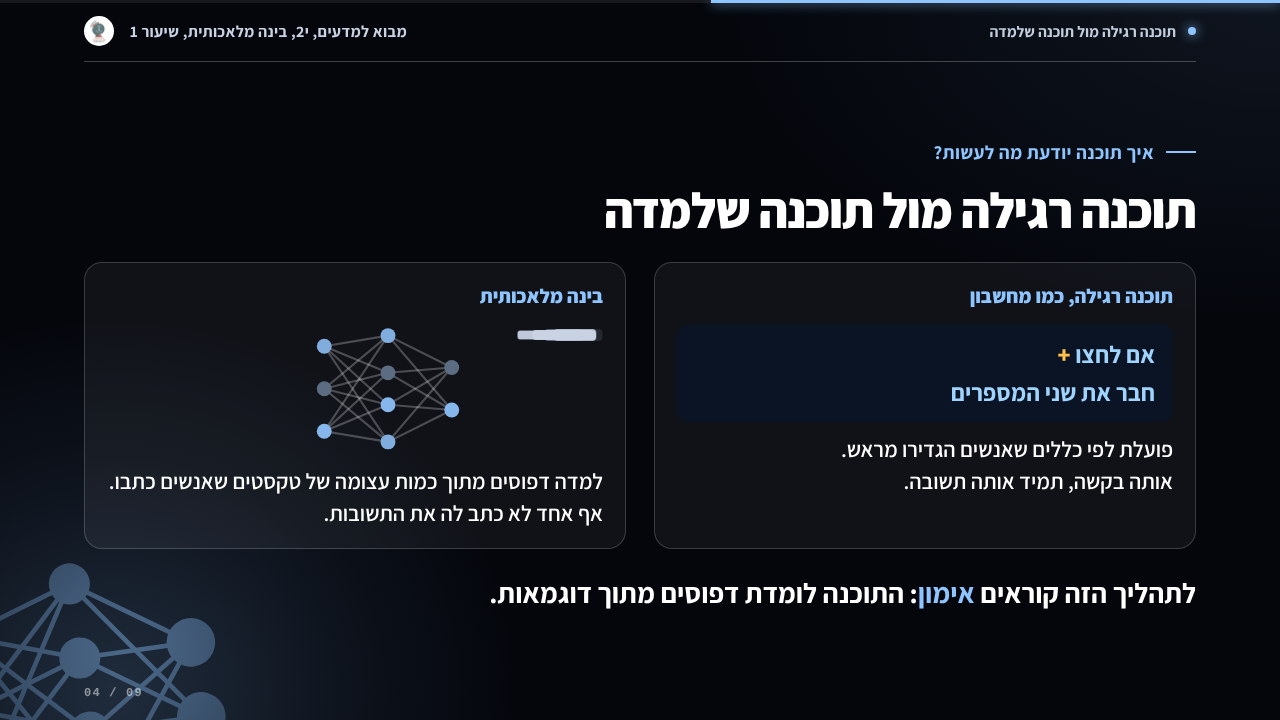 תוכנה רגילה מול תוכנה שלמדה
מבוא למדעים, י2, בינה מלאכותית, שיעור 1
איך תוכנה יודעת מה לעשות?
תוכנה רגילה מול תוכנה שלמדה
תוכנה רגילה, כמו מחשבון
אם לחצו +
חבר את שני המספרים
פועלת לפי כללים שאנשים הגדירו מראש.
אותה בקשה, תמיד אותה תשובה.
בינה מלאכותית
למדה דפוסים מתוך כמות עצומה של טקסטים שאנשים כתבו.
אף אחד לא כתב לה את התשובות.
לתהליך הזה קוראים אימון: התוכנה לומדת דפוסים מתוך דוגמאות.
04 / 09